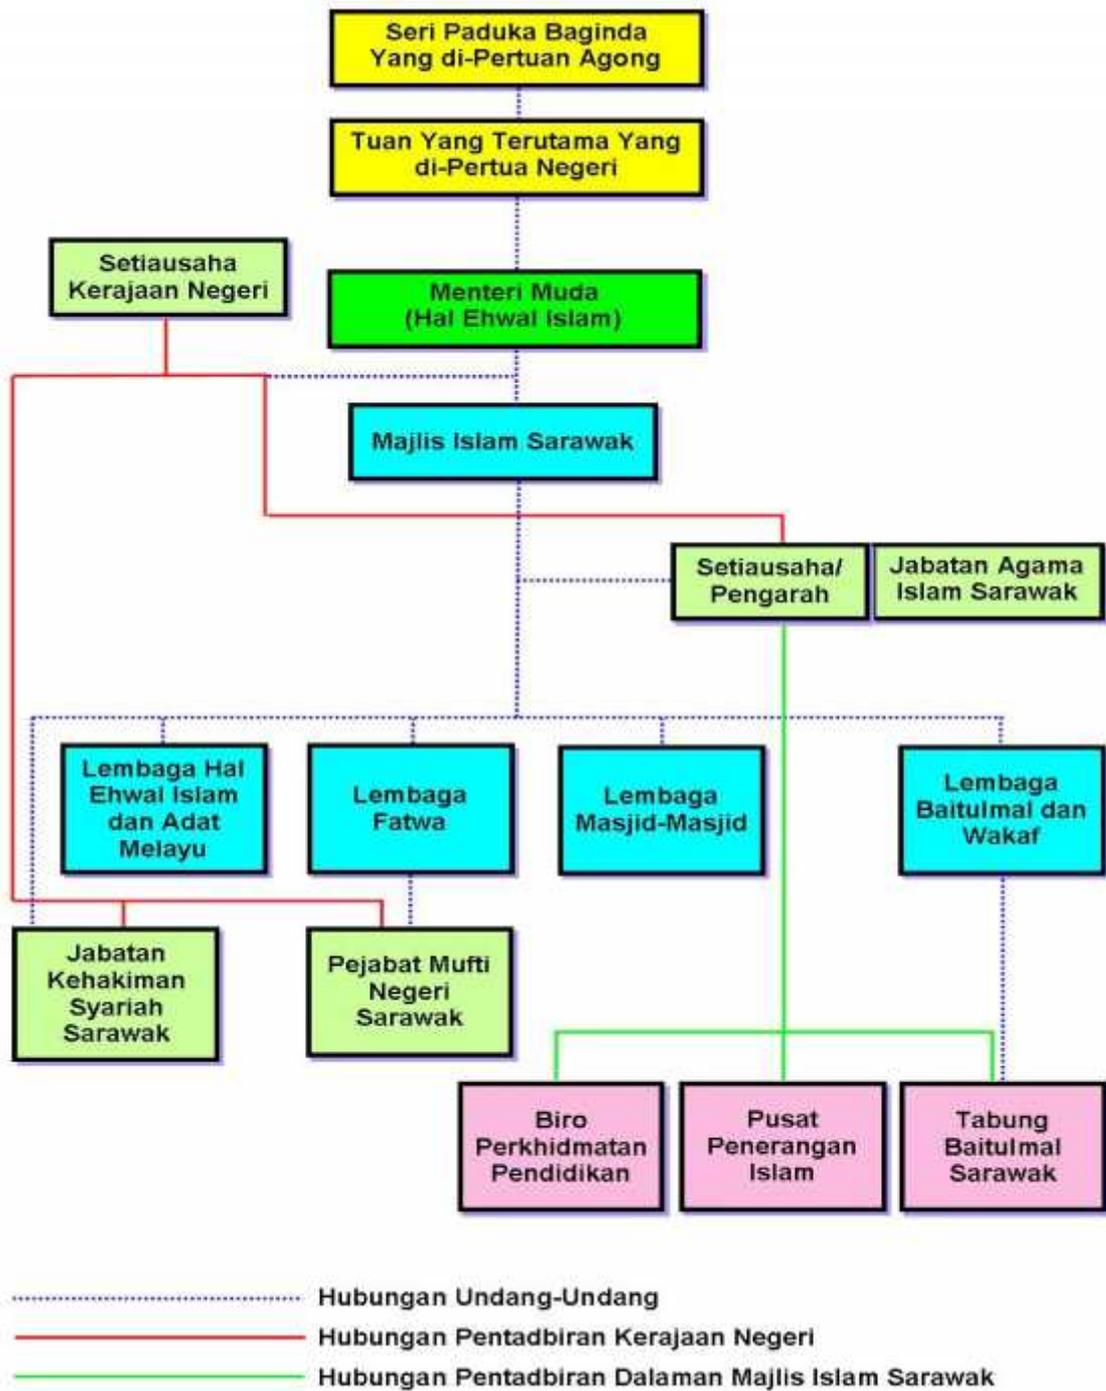 Seri Paduka Baginda
Yang di-Pertuan Agong
Tuan Yang Terutama Yang
di-Pertua Negeri
Setiausaha
Kerajaan Negeri
Menteri Muda
(Hal Ehwal Islam)
Majlis Islam Sarawak
Setiausaha/
Pengarah
Jabatan Agama
Islam Sarawak
Lembaga Hal
Ehwal Islam
dan Adat
Melayu
Lembaga
Fatwa
Lembaga
Masjid-Masjid
Lembaga
Baitulmal dan
Wakaf
Jabatan
Kehakiman
Syariah
Sarawak
Pejabat Mufti
Negeri
Sarawak
Biro
Perkhidmatan
Pendidikan
Pusat
Penerangan
Islam
Tabung
Baitulmal
Sarawak
Hubungan Undang-Undang
Hubungan Pentadbiran Kerajaan Negeri
Hubungan Pentadbiran Dalaman Majlis Islam Sarawak